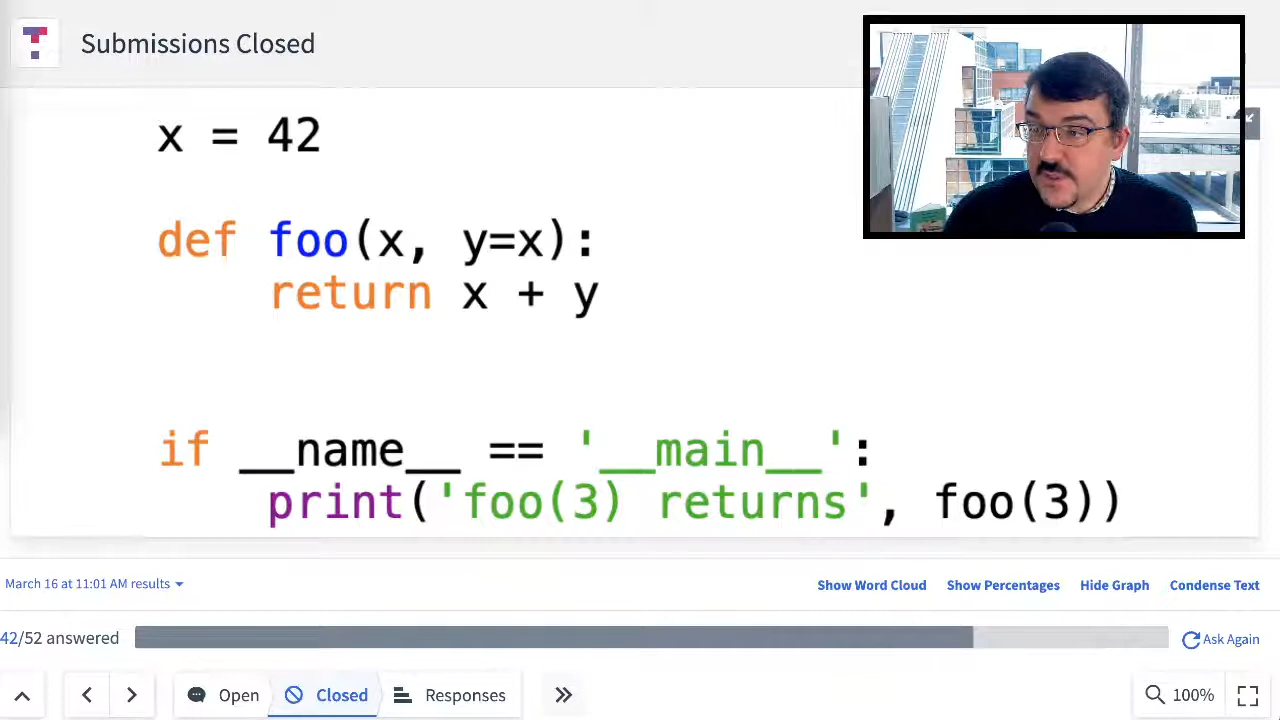 Submissions Closed
x = 42
def foo(x, y=x):
return x + y
if __name__ == '__main__':
print('foo(3) returns', foo(3))
March 16 at 11:01 AM results
Show Word Cloud Show Percentages Hide Graph Condense Text
42/52 answered
Ask Again
Open Closed Responses
100%